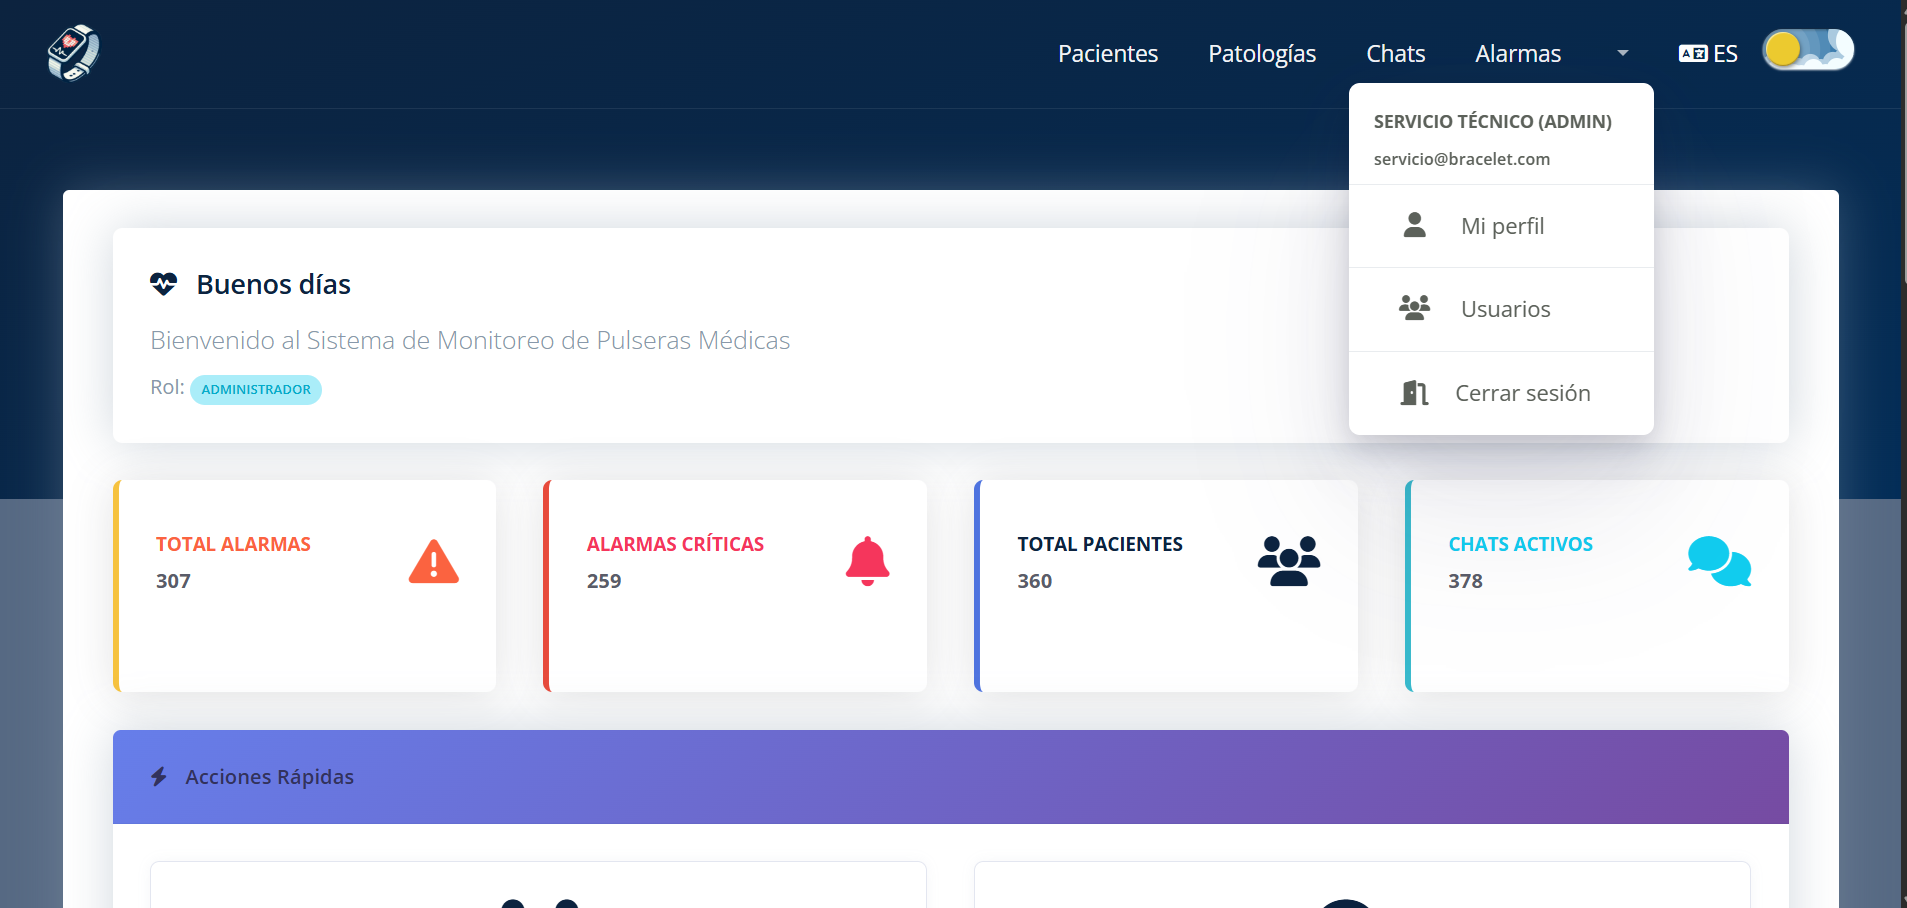 Pacientes
Patologías
Chats
Alarmas
ES
SERVICIO TÉCNICO (ADMIN)
servicio@bracelet.com
Mi perfil
Usuarios
Cerrar sesión
Buenos días
Bienvenido al Sistema de Monitoreo de Pulseras Médicas
Rol: ADMINISTRADOR
TOTAL ALARMAS
307
ALARMAS CRÍTICAS
259
TOTAL PACIENTES
360
CHATS ACTIVOS
378
Acciones Rápidas